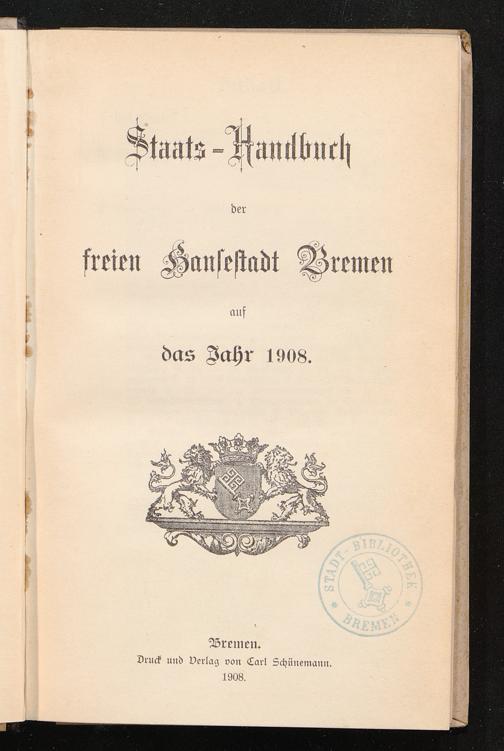 Staats-Handbuch
der
freien Hansestadt Bremen
auf
das Jahr 1908.
STADT-BIBLIOTHEK
* BREMEN *
Bremen.
Druck und Verlag von Carl Schünemann.
1908.